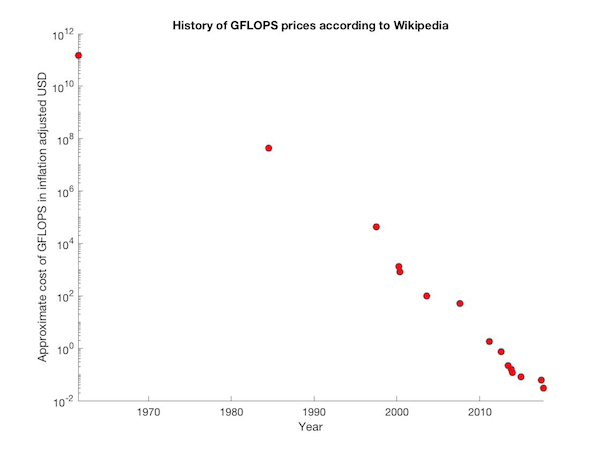 History of GFLOPS prices according to Wikipedia
Approximate cost of GFLOPS in inflation adjusted USD
10^12
10^10
10^8
10^6
10^4
10^2
10^0
10^-2
1970 1980 1990 2000 2010
Year